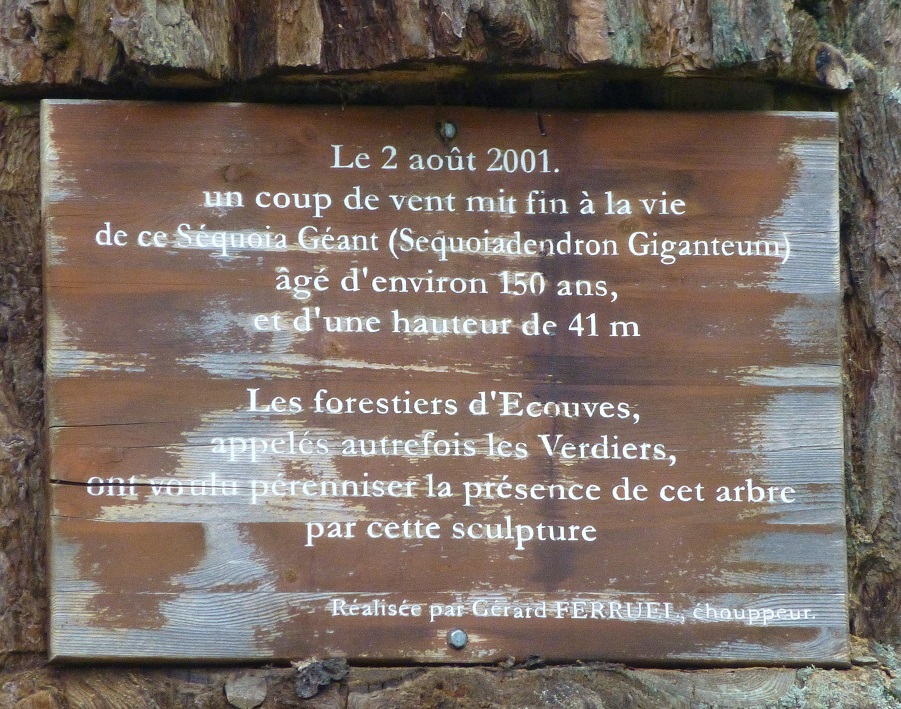 Le 2 août 2001.
un coup de vent mit fin à la vie
de ce Séquoia Géant (Sequoiadendron Giganteum)
âgé d'environ 150 ans,
et d'une hauteur de 41 m
Les forestiers d'Ecouves,
appelés autrefois les Verdiers,
ont voulu pérenniser la présence de cet arbre
par cette sculpture
Réalisée par Gérard FERRUEL, échouppeur.